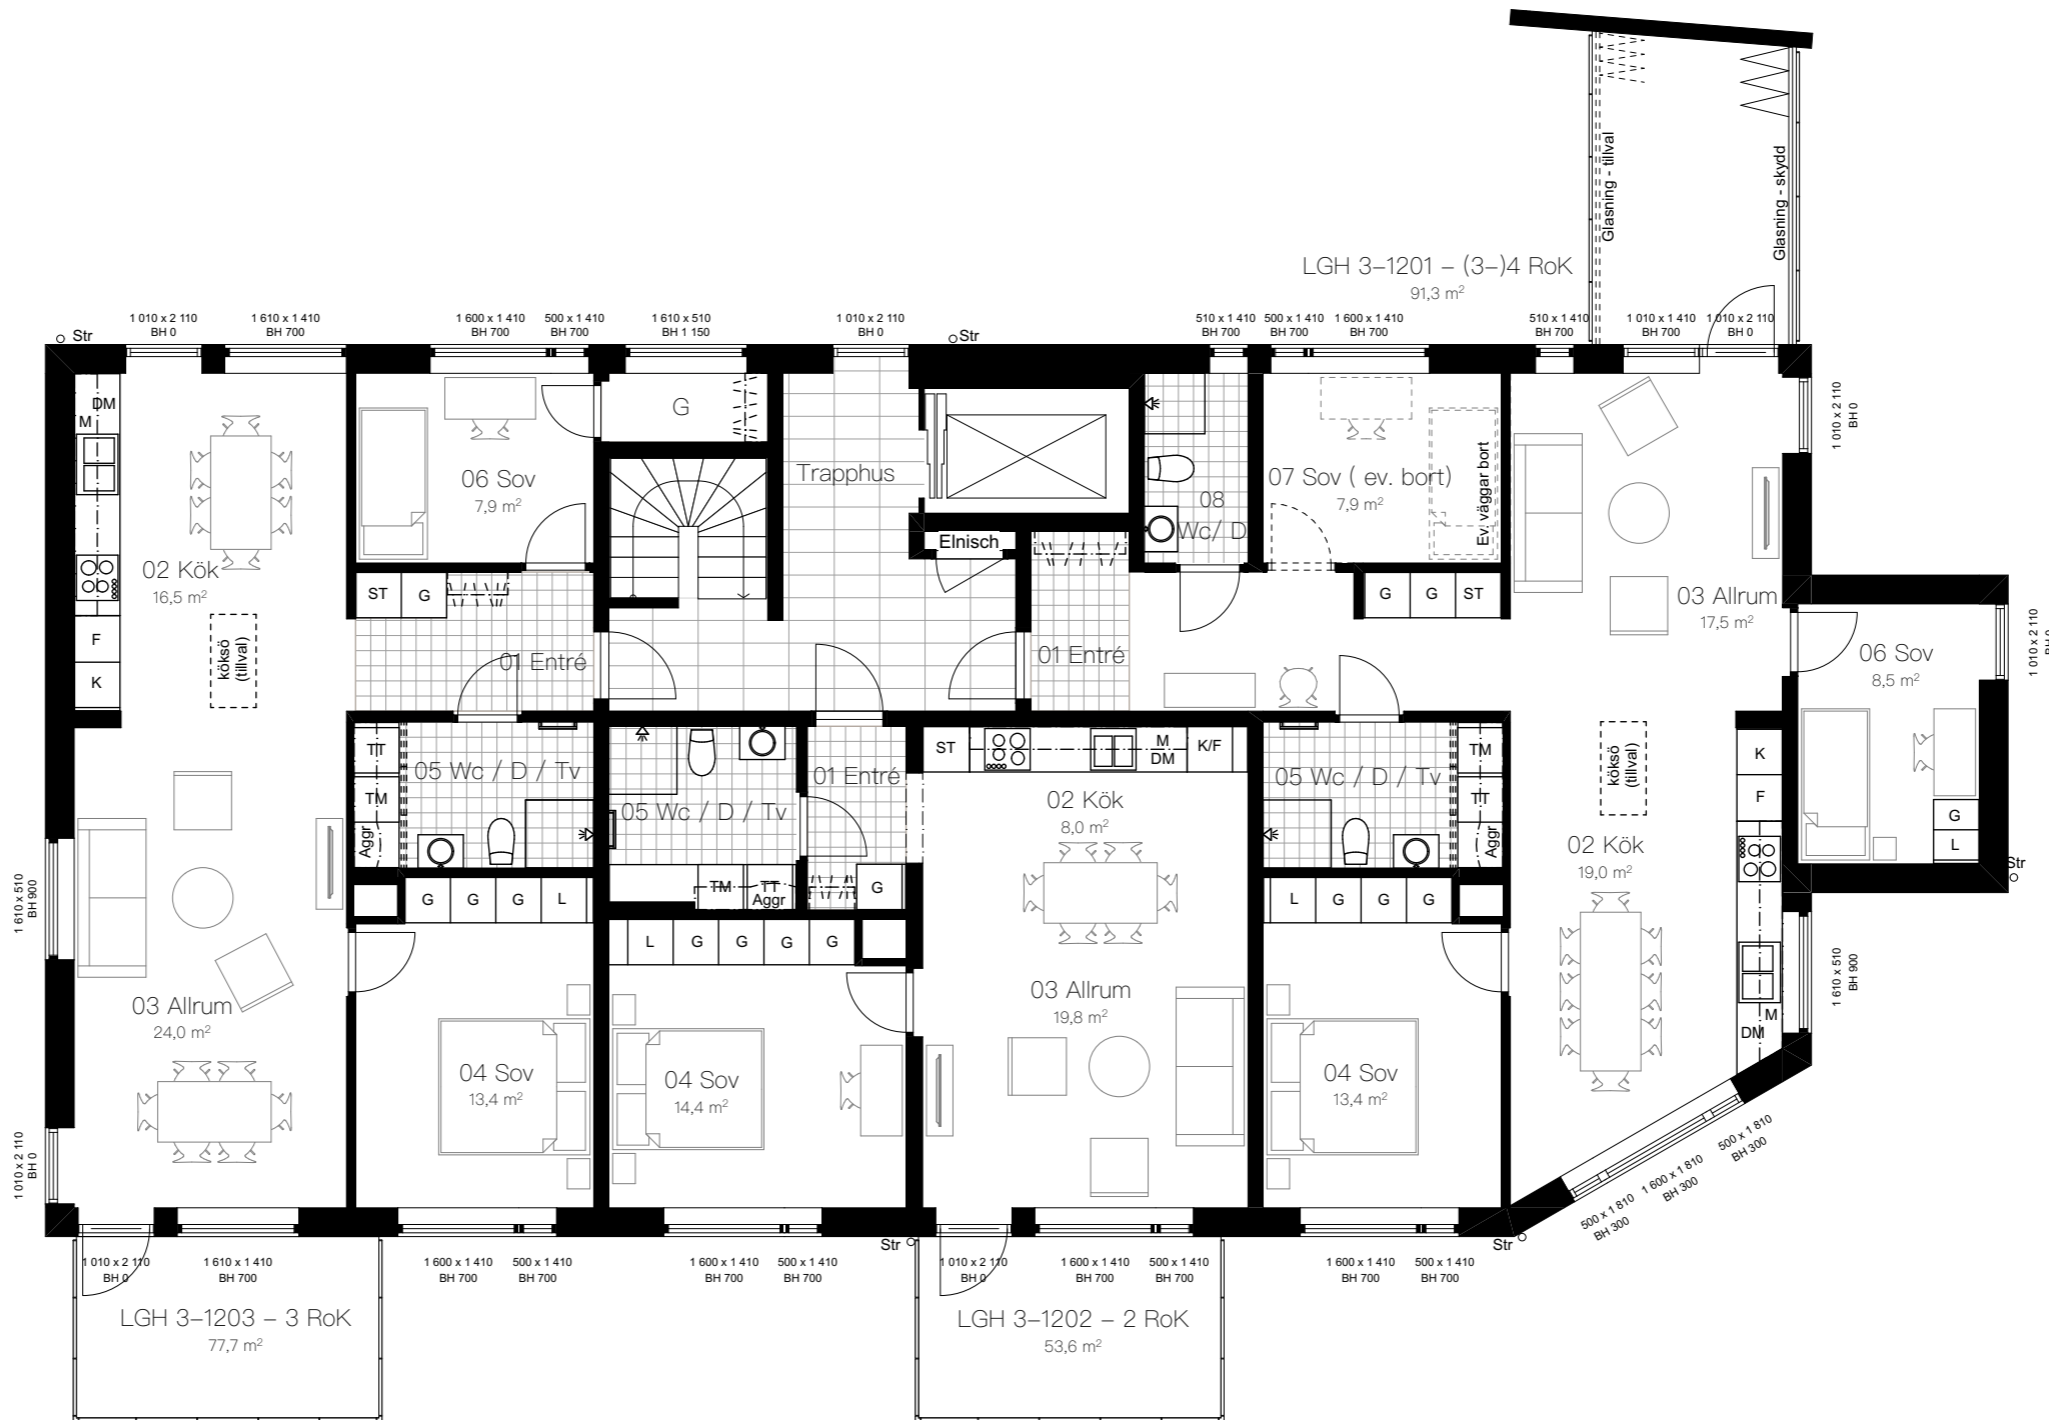 Glasning - tillval
Glasning - skydd
LGH 3-1201 - (3-)4 RoK
91,3 m²
Str
1 010 x 2 110
BH 0
1 610 x 1 410
BH 700
1 600 x 1 410
BH 700
500 x 1 410
BH 700
1 610 x 510
BH 1 150
1 010 x 2 110
BH 0
Str
510 x 1 410
BH 700
500 x 1 410
BH 700
1 600 x 1 410
BH 700
510 x 1 410
BH 700
1 010 x 1 410
BH 700
1 010 x 2 110
BH 0
DM
M
02 Kök
16,5 m²
F
K
köksö
(tillval)
06 Sov
7,9 m²
G
ST
G
01 Entré
Trapphus
Elnisch
08
Wc/ D
07 Sov ( ev. bort)
7,9 m²
Ev. väggar bort
1 010 x 2 110
BH 0
G
G
ST
03 Allrum
17,5 m²
01 Entré
06 Sov
8,5 m²
1 010 x 2 110
BH 0
G
L
Str
TT
TM
Aggr
05 Wc / D / Tv
05 Wc / D / Tv
TM
TT
Aggr
01 Entré
G
ST
M
DM
K/F
02 Kök
8,0 m²
05 Wc / D / Tv
TM
TT
Aggr
köksö
(tillval)
K
F
02 Kök
19,0 m²
M
DM
1 610 x 510
BH 900
1 610 x 510
BH 900
G
G
G
L
L
G
G
G
G
L
G
G
G
03 Allrum
24,0 m²
04 Sov
13,4 m²
04 Sov
14,4 m²
03 Allrum
19,8 m²
04 Sov
13,4 m²
1 010 x 2 110
BH 0
500 x 1 810
BH 300
1 600 x 1 810
BH 300
500 x 1 810
BH 300
Str
Str
1 010 x 2 110
BH 0
1 610 x 1 410
BH 700
1 600 x 1 410
BH 700
500 x 1 410
BH 700
1 600 x 1 410
BH 700
500 x 1 410
BH 700
1 010 x 2 110
BH 0
1 600 x 1 410
BH 700
500 x 1 410
BH 700
1 600 x 1 410
BH 700
500 x 1 410
BH 700
LGH 3-1203 - 3 RoK
77,7 m²
LGH 3-1202 - 2 RoK
53,6 m²